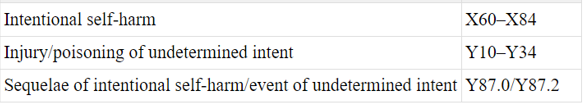 Intentional self-harm X60–X84
Injury/poisoning of undetermined intent Y10–Y34
Sequelae of intentional self-harm/event of undetermined intent Y87.0/Y87.2